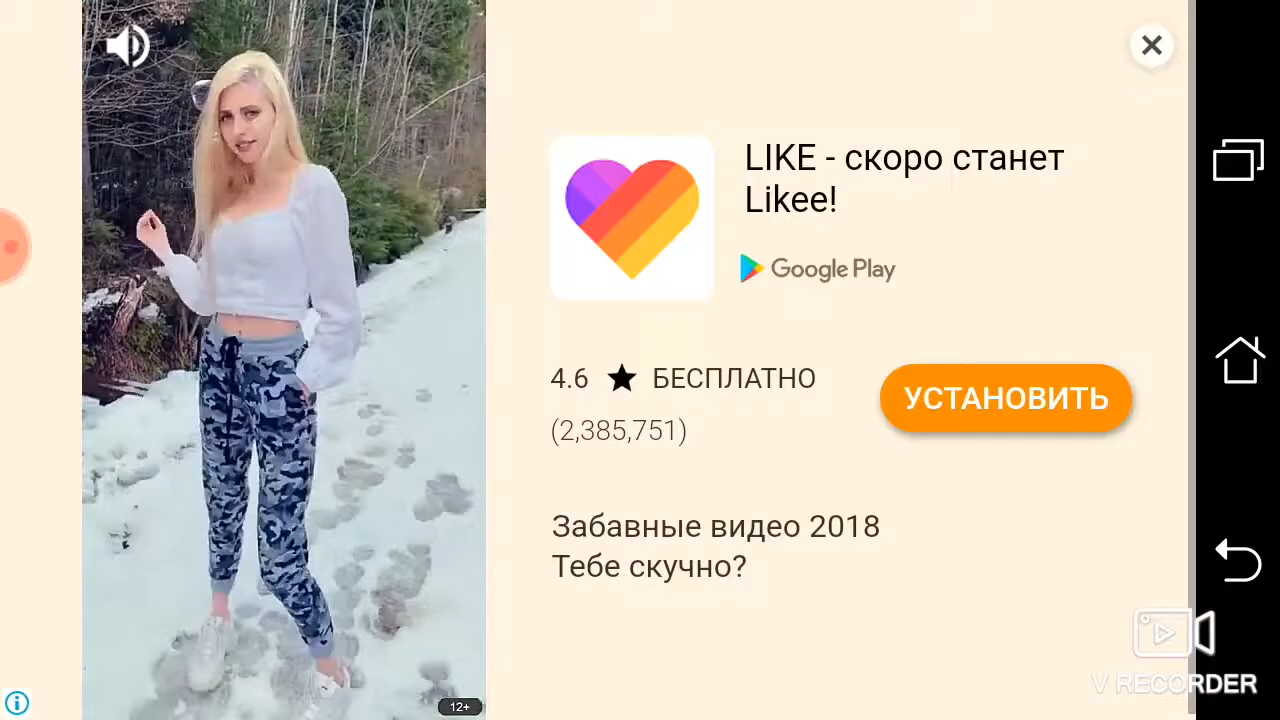 LIKE - скоро станет
Likee!
Google Play
4.6 ★ БЕСПЛАТНО
(2,385,751)
УСТАНОВИТЬ
Забавные видео 2018
Тебе скучно?
12+
V RECORDER